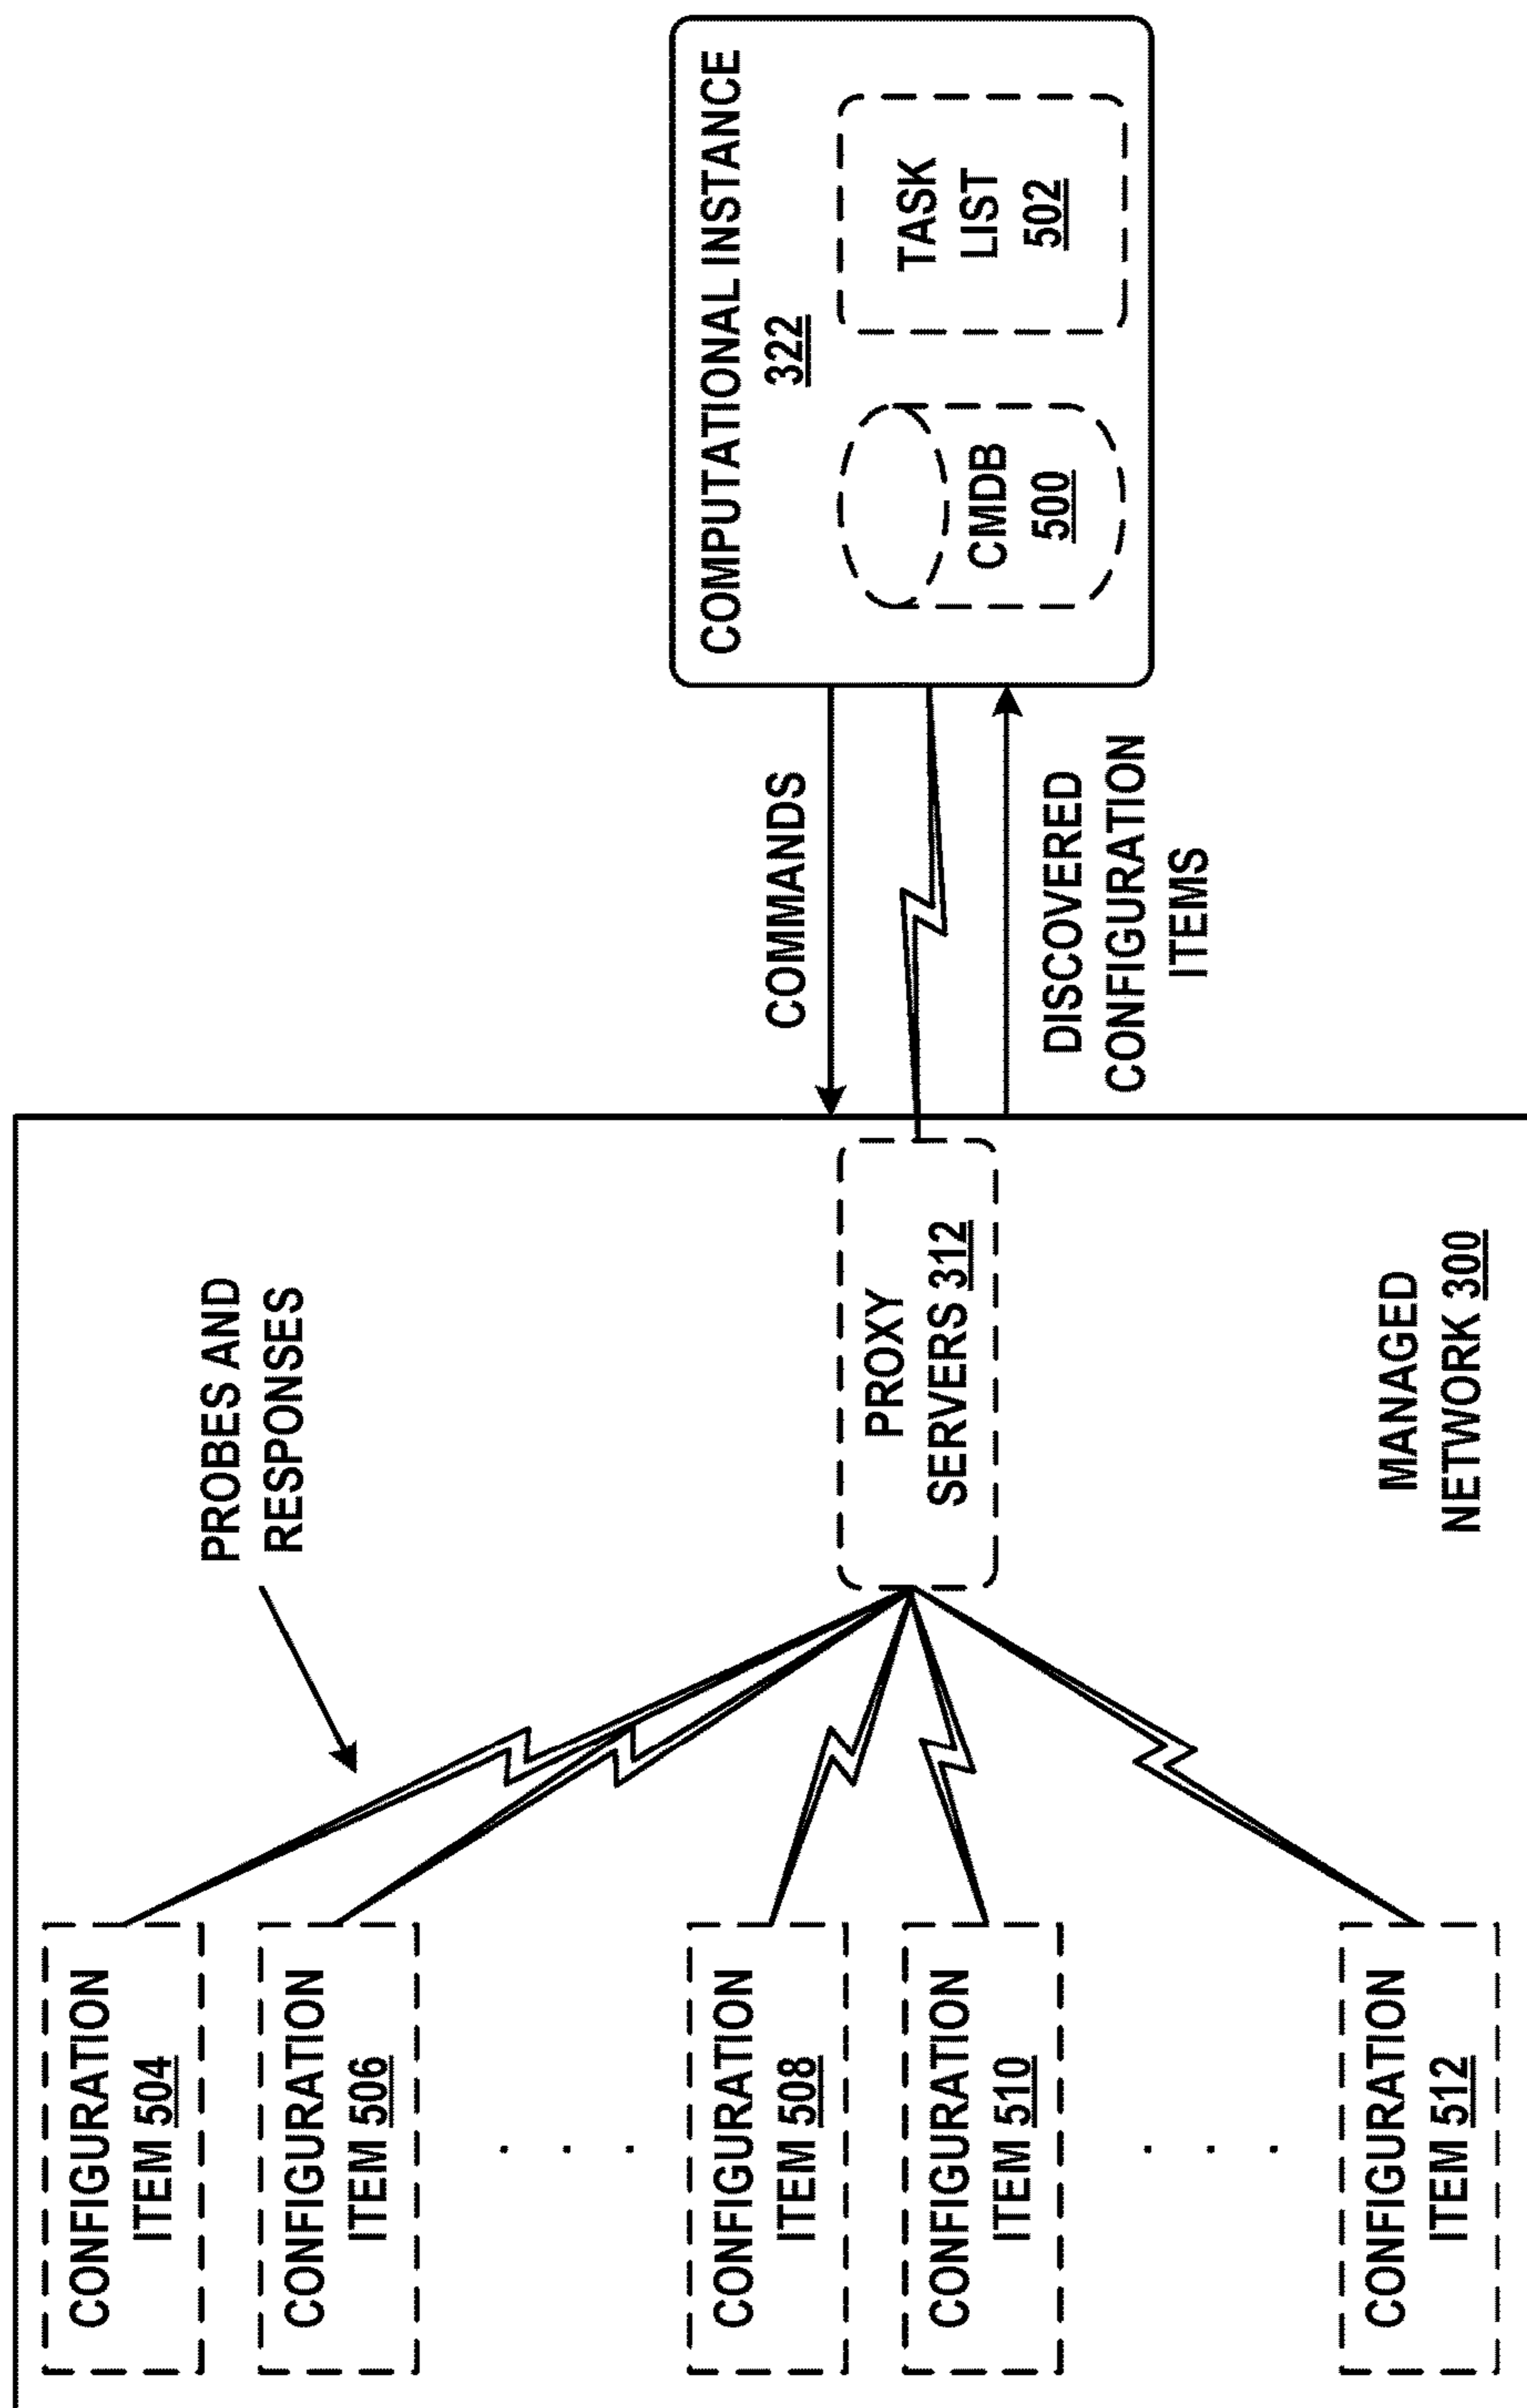 CONFIGURATION
ITEM 504
CONFIGURATION
ITEM 506
. . .
CONFIGURATION
ITEM 508
CONFIGURATION
ITEM 510
. . .
CONFIGURATION
ITEM 512
PROBES AND
RESPONSES
PROXY
SERVERS 312
MANAGED
NETWORK 300
COMMANDS
DISCOVERED
CONFIGURATION
ITEMS
COMPUTATIONAL INSTANCE
322
CMDB
500
TASK
LIST
502